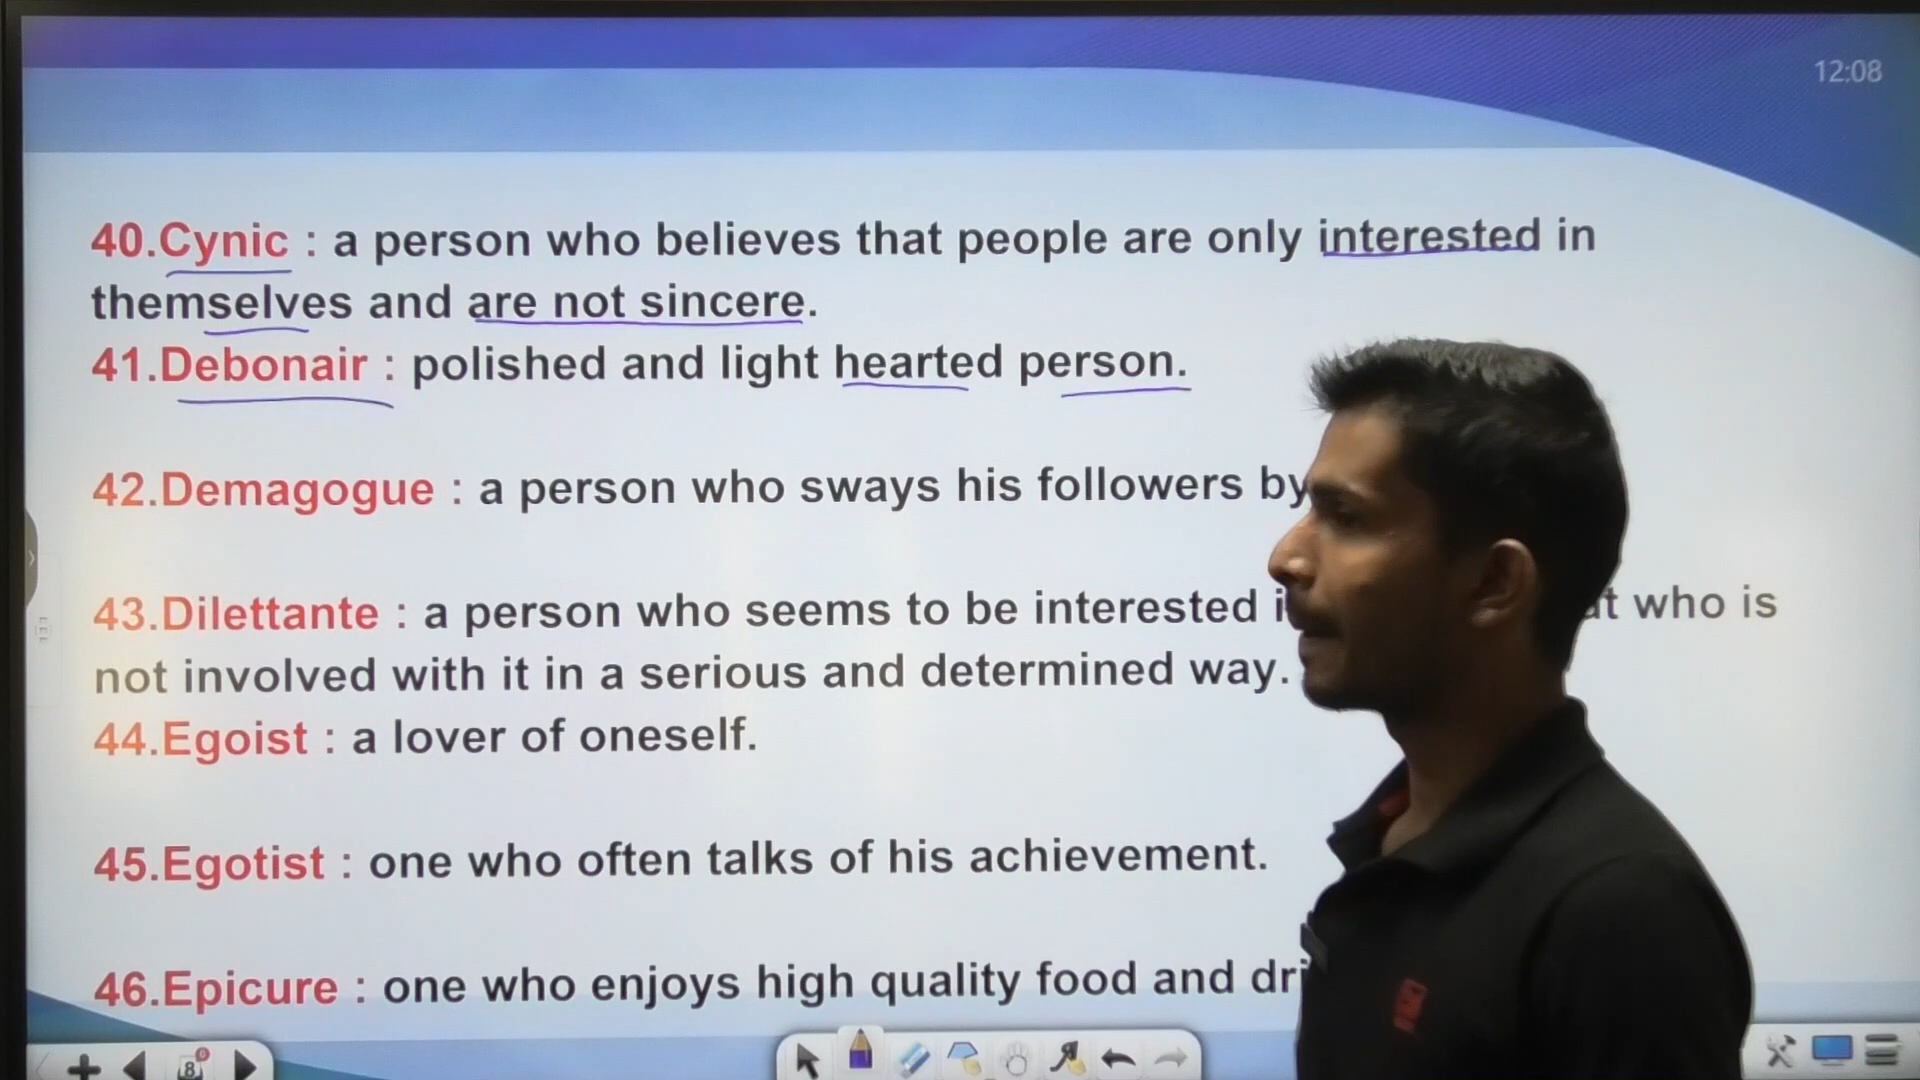 12:08
40.Cynic : a person who believes that people are only interested in
themselves and are not sincere.
41.Debonair : polished and light hearted person.
42.Demagogue : a person who sways his followers by
43.Dilettante : a person who seems to be interested who is
not involved with it in a serious and determined way.
44.Egoist : a lover of oneself.
45.Egotist : one who often talks of his achievement.
46.Epicure : one who enjoys high quality food and
8